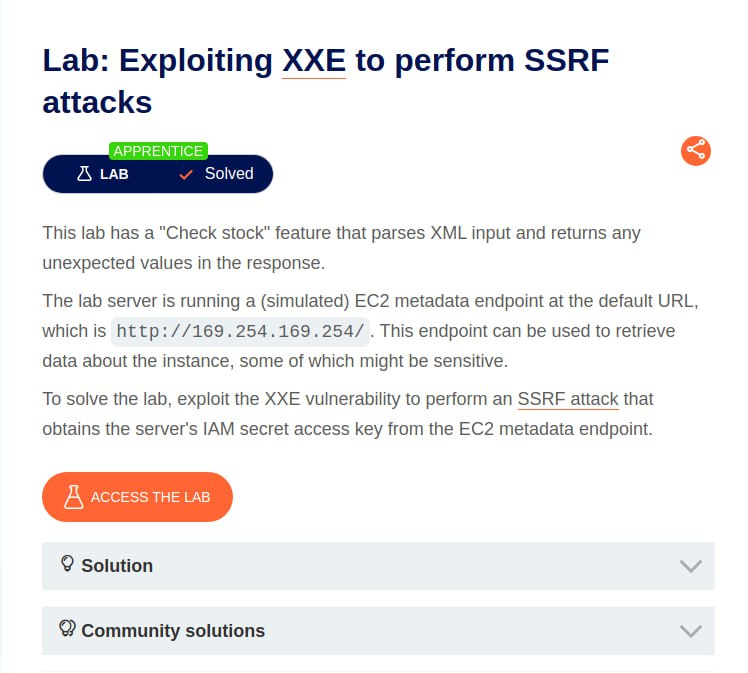 Lab: Exploiting XXE to perform SSRF
attacks
APPRENTICE
LAB Solved
This lab has a "Check stock" feature that parses XML input and returns any
unexpected values in the response.
The lab server is running a (simulated) EC2 metadata endpoint at the default URL,
which is http://169.254.169.254/. This endpoint can be used to retrieve
data about the instance, some of which might be sensitive.
To solve the lab, exploit the XXE vulnerability to perform an SSRF attack that
obtains the server's IAM secret access key from the EC2 metadata endpoint.
ACCESS THE LAB
Solution
Community solutions